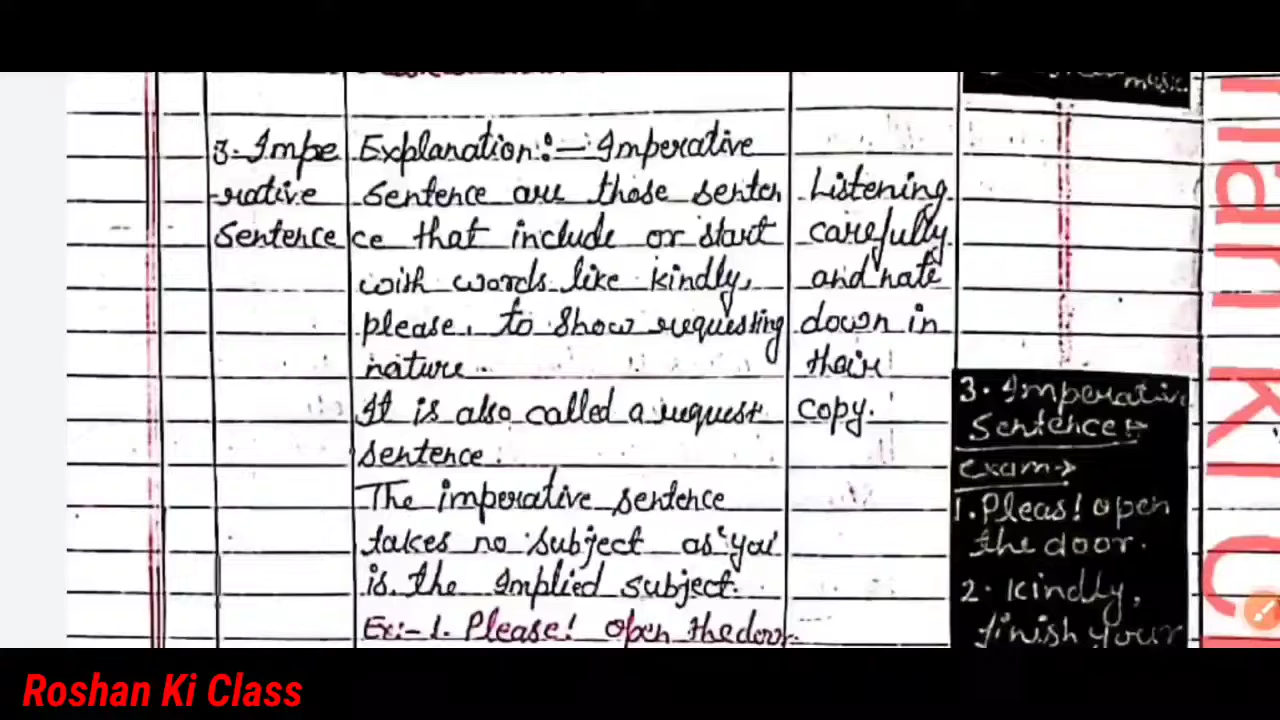 music.
3. Impe
-rative
Sentence
Explanation:- Imperative
Sentence are those senten
ce that include or start
with words like kindly,
please, to show requesting
nature.
It is also called a request
sentence.
The imperative sentence
takes no subject as 'you
is the implied subject.
Ex:- 1. Please! open the door.
Listening
carefully
and note
down in
their
copy.
3. Imperative
Sentence:-
exam->
1. Pleas! open
the door.
2. Kindly,
finish your
Roshan Ki Class